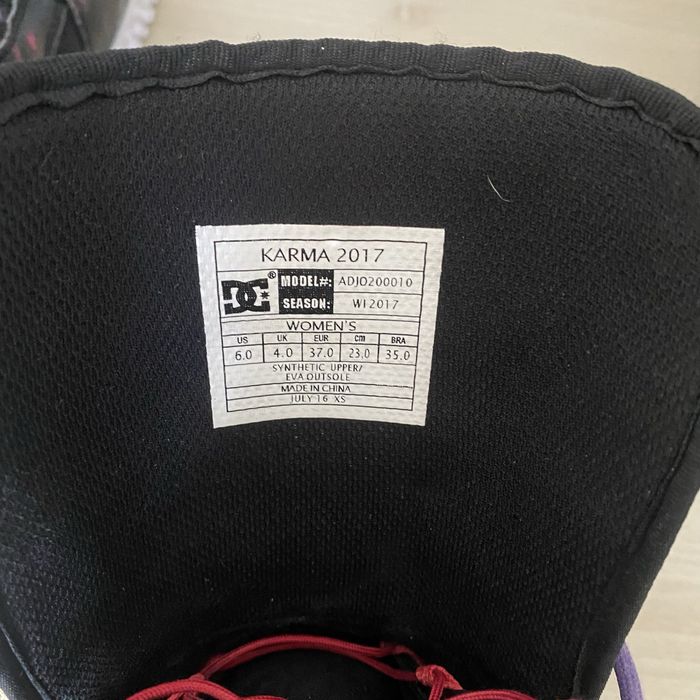 KARMA 2017
DC® MODEL#: ADJO200010
SEASON: WI2017
WOMEN'S
US UK EUR cm BRA
6.0 4.0 37.0 23.0 35.0
SYNTHETIC UPPER/
EVA OUTSOLE
MADE IN CHINA
JULY 16 XS